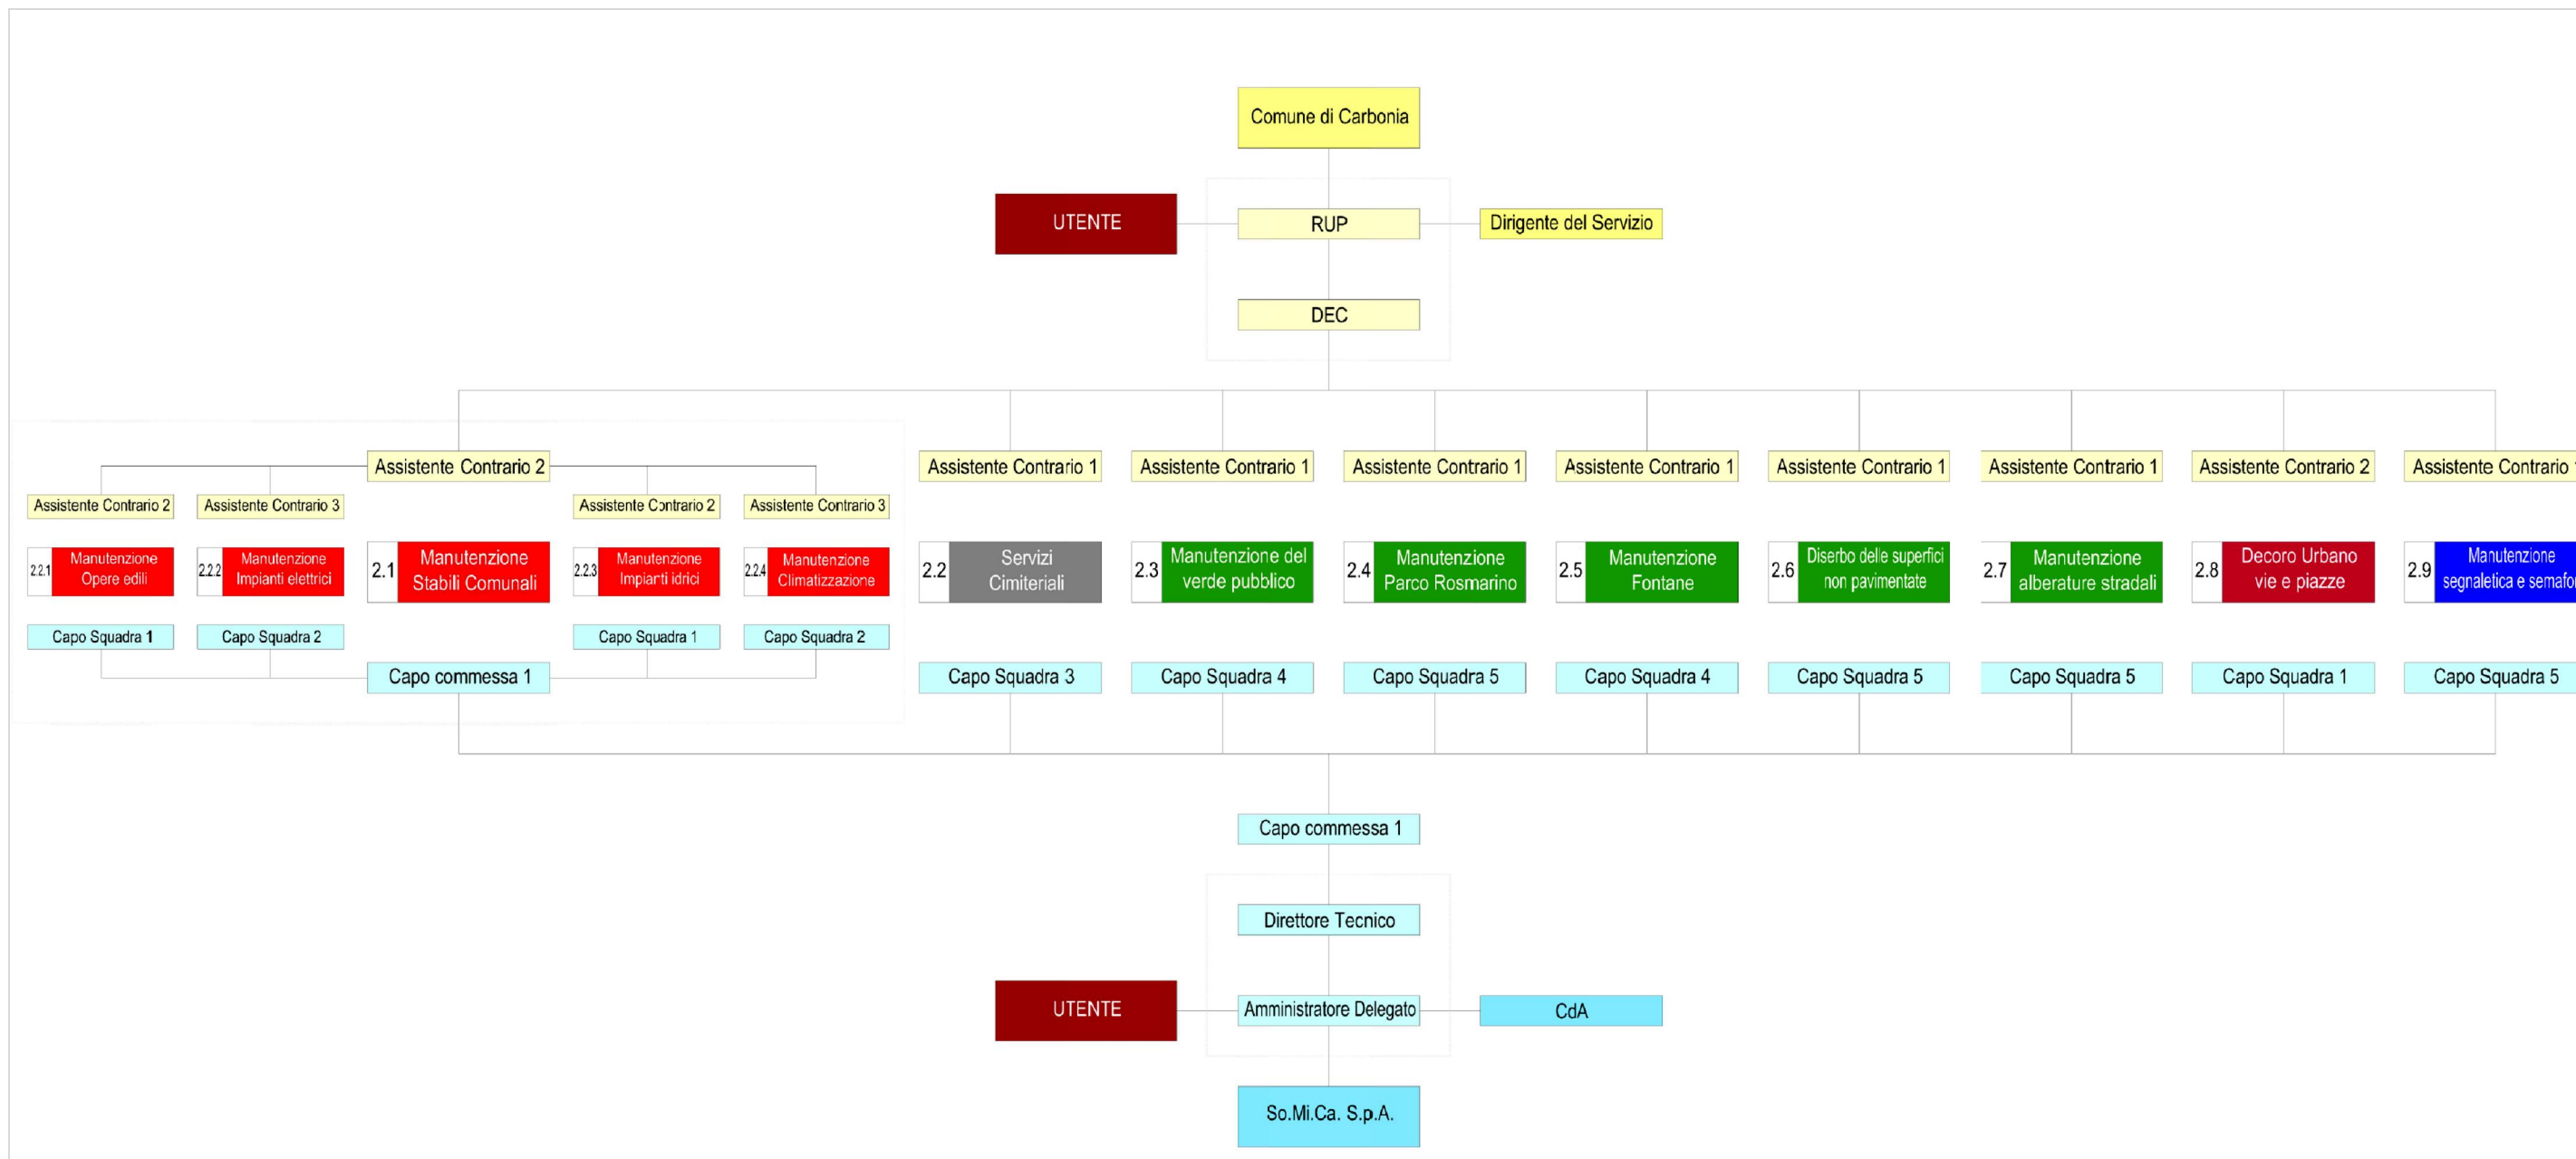 Comune di Carbonia
UTENTE
RUP
Dirigente del Servizio
DEC
Assistente Contrario 2
Assistente Contrario 1
Assistente Contrario 1
Assistente Contrario 1
Assistente Contrario 1
Assistente Contrario 1
Assistente Contrario 1
Assistente Contrario 2
Assistente Contrario
Assistente Contrario 2
Assistente Contrario 3
Assistente Contrario 2
Assistente Contrario 3
2.2.1
Manutenzione
Opere edili
2.2.2
Manutenzione
Impianti elettrici
2.1
Manutenzione
Stabili Comunali
2.2.3
Manutenzione
Impianti idrici
2.2.4
Manutenzione
Climatizzazione
2.2
Servizi
Cimiteriali
2.3
Manutenzione del
verde pubblico
2.4
Manutenzione
Parco Rosmarino
2.5
Manutenzione
Fontane
2.6
Diserbo delle superfici
non pavimentate
2.7
Manutenzione
alberature stradali
2.8
Decoro Urbano
vie e piazze
2.9
Manutenzione
segnaletica e
Capo Squadra 1
Capo Squadra 2
Capo Squadra 1
Capo Squadra 2
Capo commessa 1
Capo Squadra 3
Capo Squadra 4
Capo Squadra 5
Capo Squadra 4
Capo Squadra 5
Capo Squadra 5
Capo Squadra 1
Capo Squadra 5
Capo commessa 1
Direttore Tecnico
UTENTE
Amministratore Delegato
CdA
So.Mi.Ca. S.p.A.